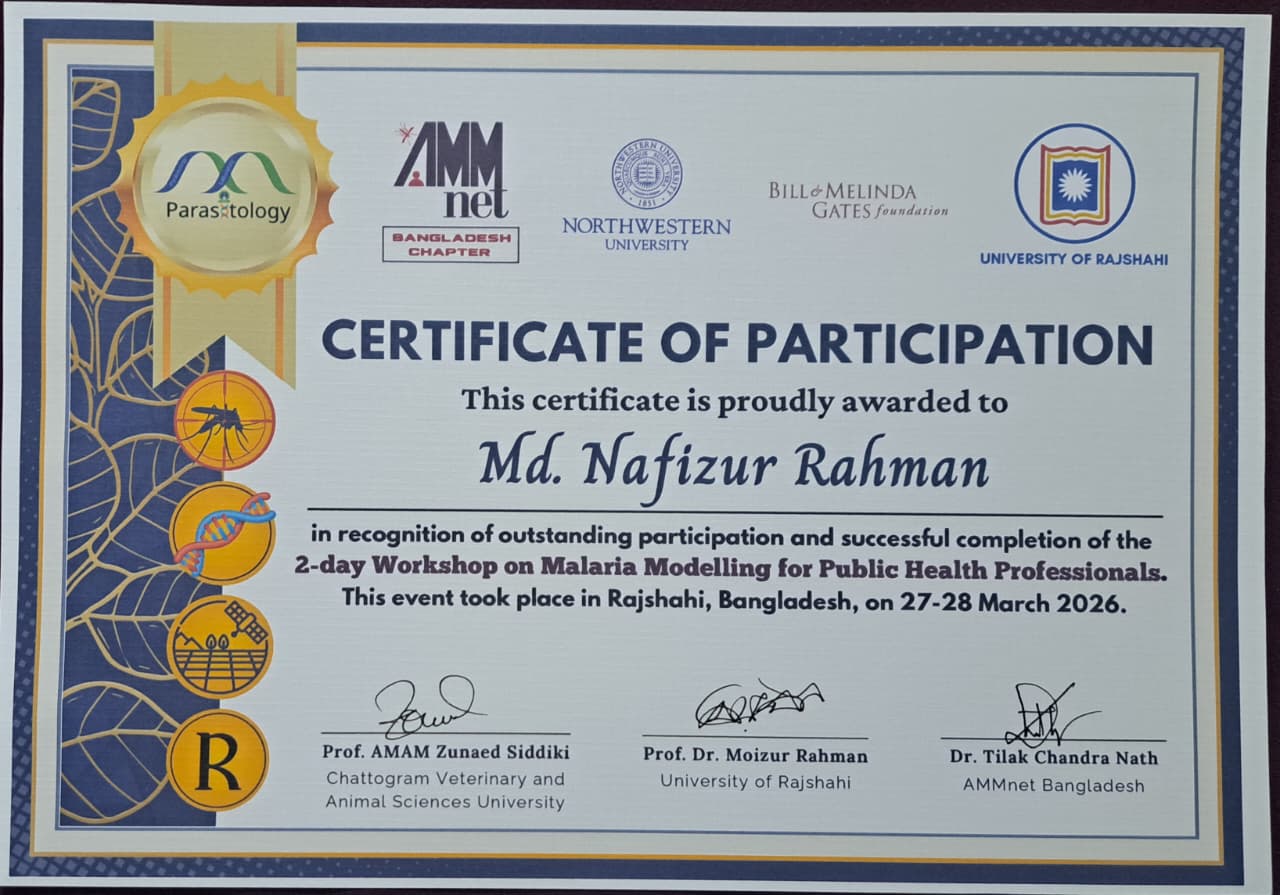 Parasitology
AMM
net
BANGLADESH
CHAPTER
NORTHWESTERN UNIVERSITY
1851
NORTHWESTERN
UNIVERSITY
BILL & MELINDA
GATES foundation
UNIVERSITY OF RAJSHAHI
CERTIFICATE OF PARTICIPATION
This certificate is proudly awarded to
Md. Nafizur Rahman
in recognition of outstanding participation and successful completion of the
2-day Workshop on Malaria Modelling for Public Health Professionals.
This event took place in Rajshahi, Bangladesh, on 27-28 March 2026.
R
Prof. AMAM Zunaed Siddiki
Chattogram Veterinary and
Animal Sciences University
Prof. Dr. Moizur Rahman
University of Rajshahi
Dr. Tilak Chandra Nath
AMMnet Bangladesh